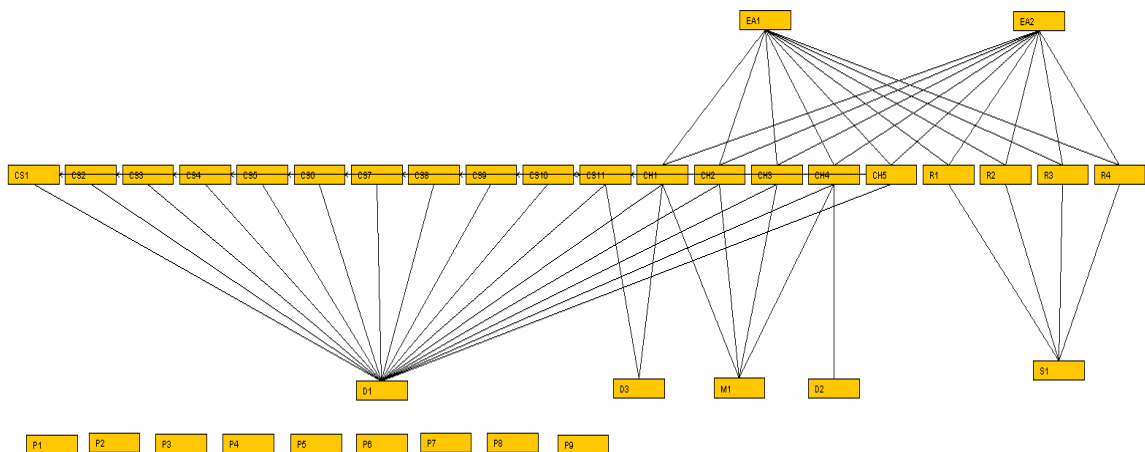 EA1
EA2
CS1
CS2
CS3
CS4
CS5
CS6
CS7
CS8
CS9
CS10
CS11
CH1
CH2
CH3
CH4
CH5
R1
R2
R3
R4
S1
D1
D3
M1
D2
P1
P2
P3
P4
P5
P6
P7
P8
P9